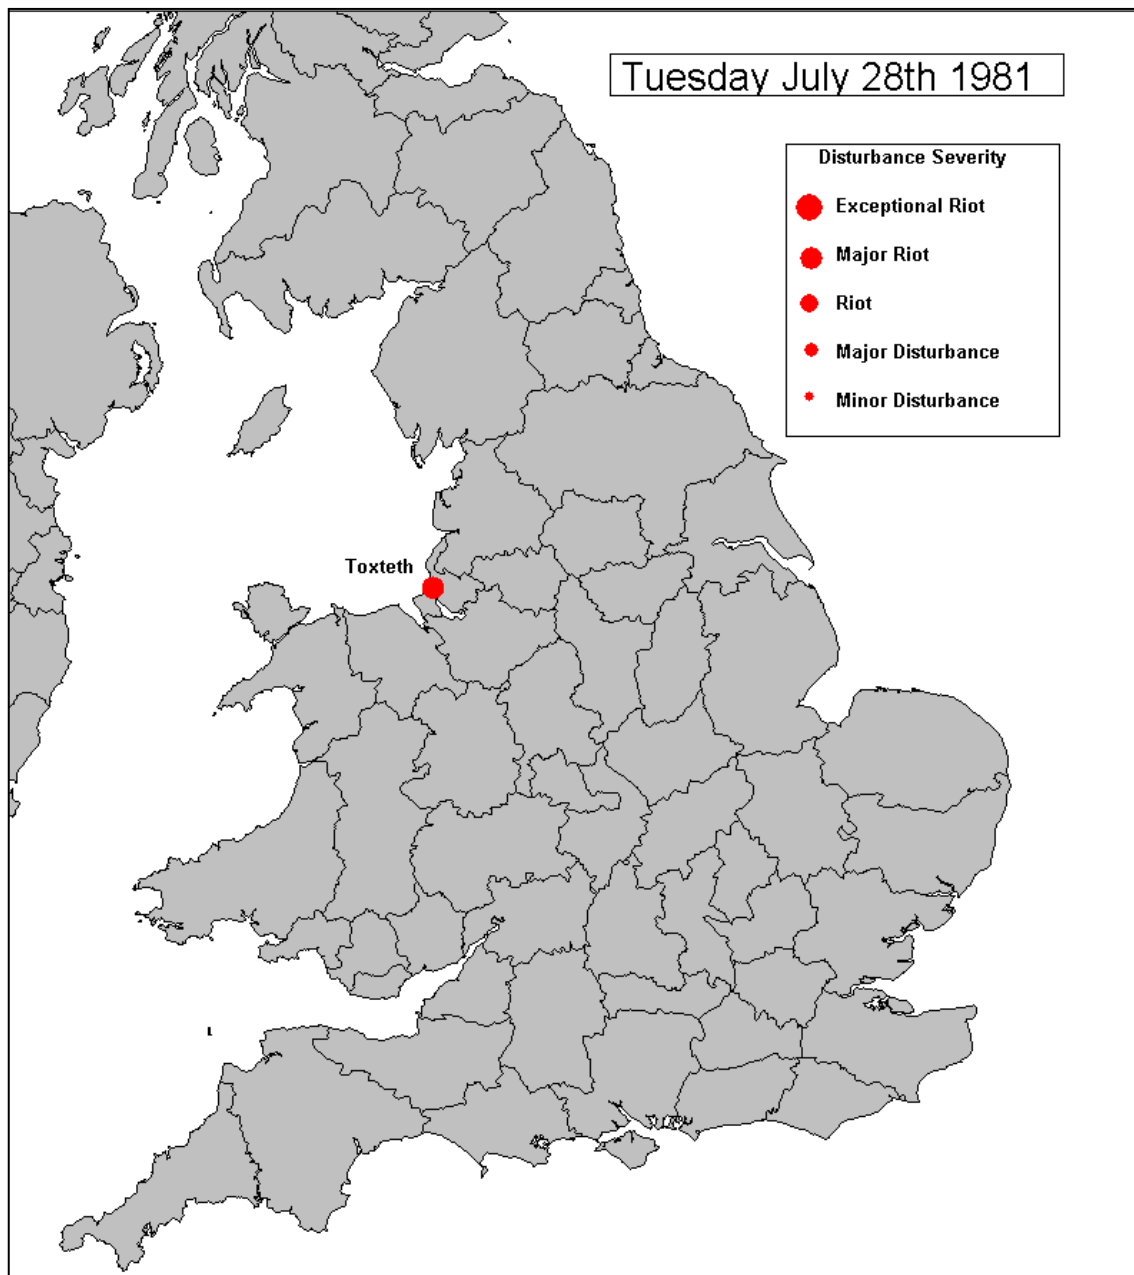 Tuesday July 28th 1981
Disturbance Severity
Exceptional Riot
Major Riot
Riot
Major Disturbance
Minor Disturbance
Toxteth